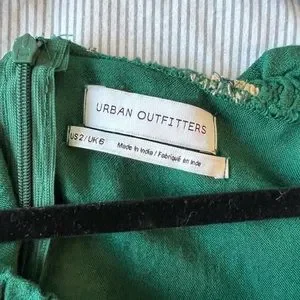 URBAN OUTFITTERS
US 2 / UK 6 Made in India / Fabriqué en Inde